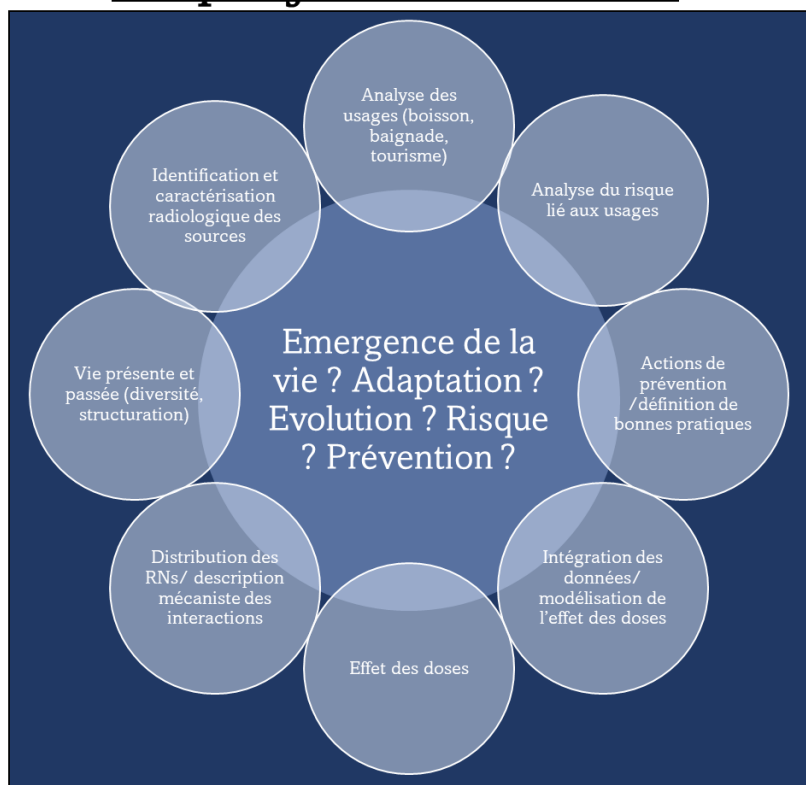 Analyse des
usages (boisson,
baignade,
tourisme)
Analyse du risque
lié aux usages
Actions de
prévention
/définition de
bonnes pratiques
Intégration des
données/
modélisation de
l'effet des doses
Effet des doses
Distribution des
RNs/ description
mécaniste des
interactions
Vie présente et
passée (diversité,
structuration)
Identification et
caractérisation
radiologique des
sources
Emergence de la
vie ? Adaptation ?
Evolution ? Risque
? Prévention ?